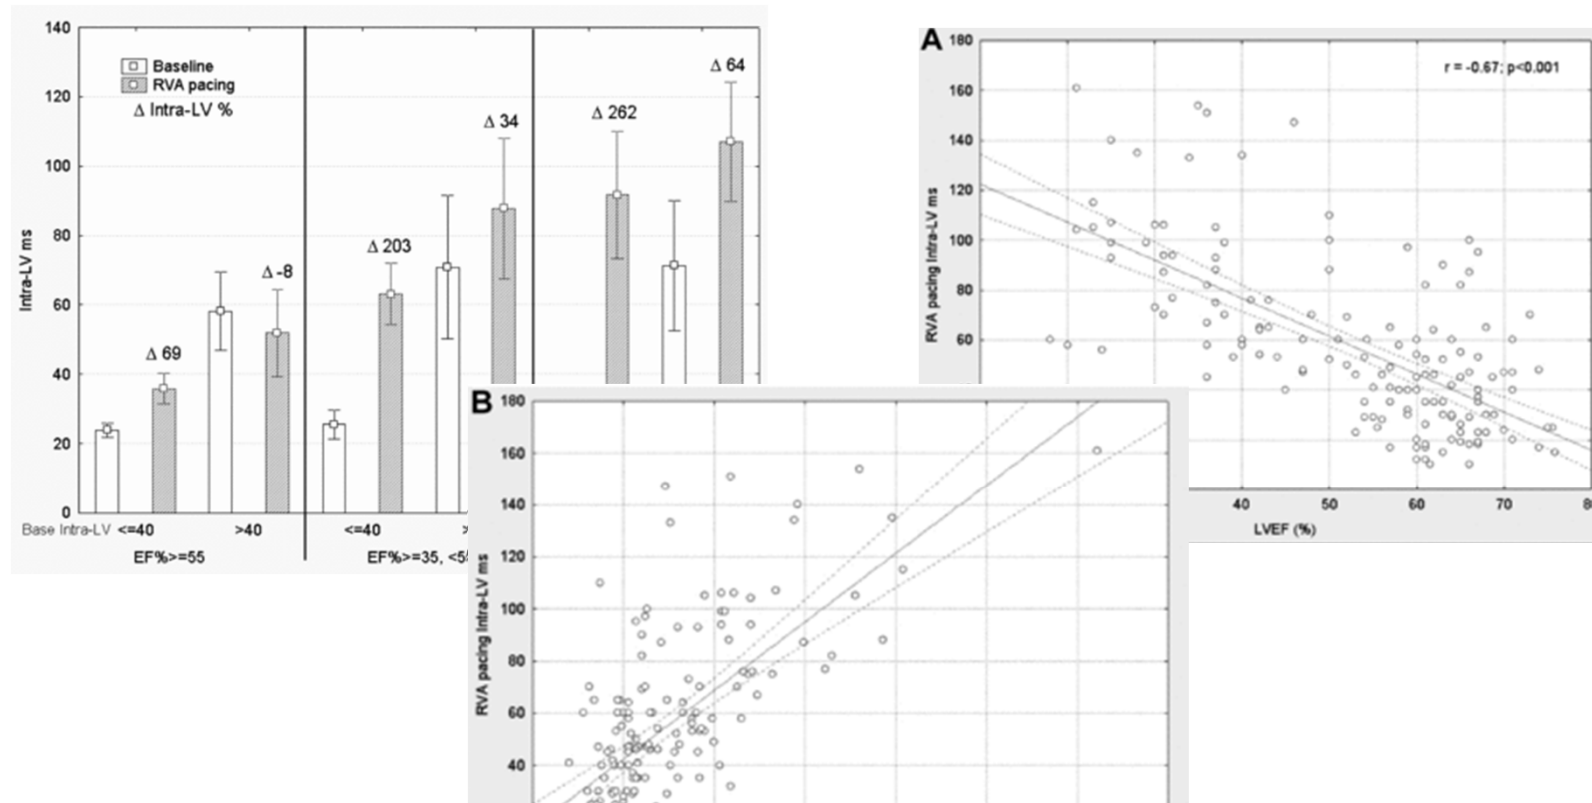 140
120
100
80
60
40
20
0
Intra-LV ms
Baseline
RVA pacing
Δ Intra-LV %
Δ 69
Δ -8
Δ 203
Δ 34
Δ 262
Δ 64
Base Intra-LV <=40 >40 <=40
EF%>=55 EF%>=35,
A
r = -0.67; p<0.001
180
160
140
120
100
80
60
RVA pacing Intra-LV ms
40 50 60 70
LVEF (%)
B
180
160
140
120
100
80
60
40
RVA pacing Intra-LV ms